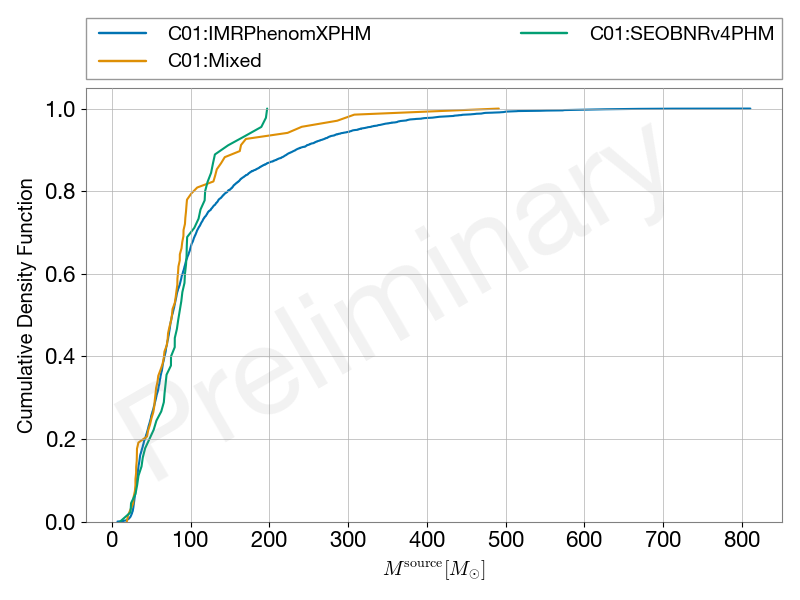 C01:IMRPhenomXPHM
C01:Mixed
C01:SEOBNRv4PHM
1.0
0.8
0.6
0.4
0.2
0.0
Cumulative Density Function
Preliminary
0 100 200 300 400 500 600 700 800
M^source [M_⊙]